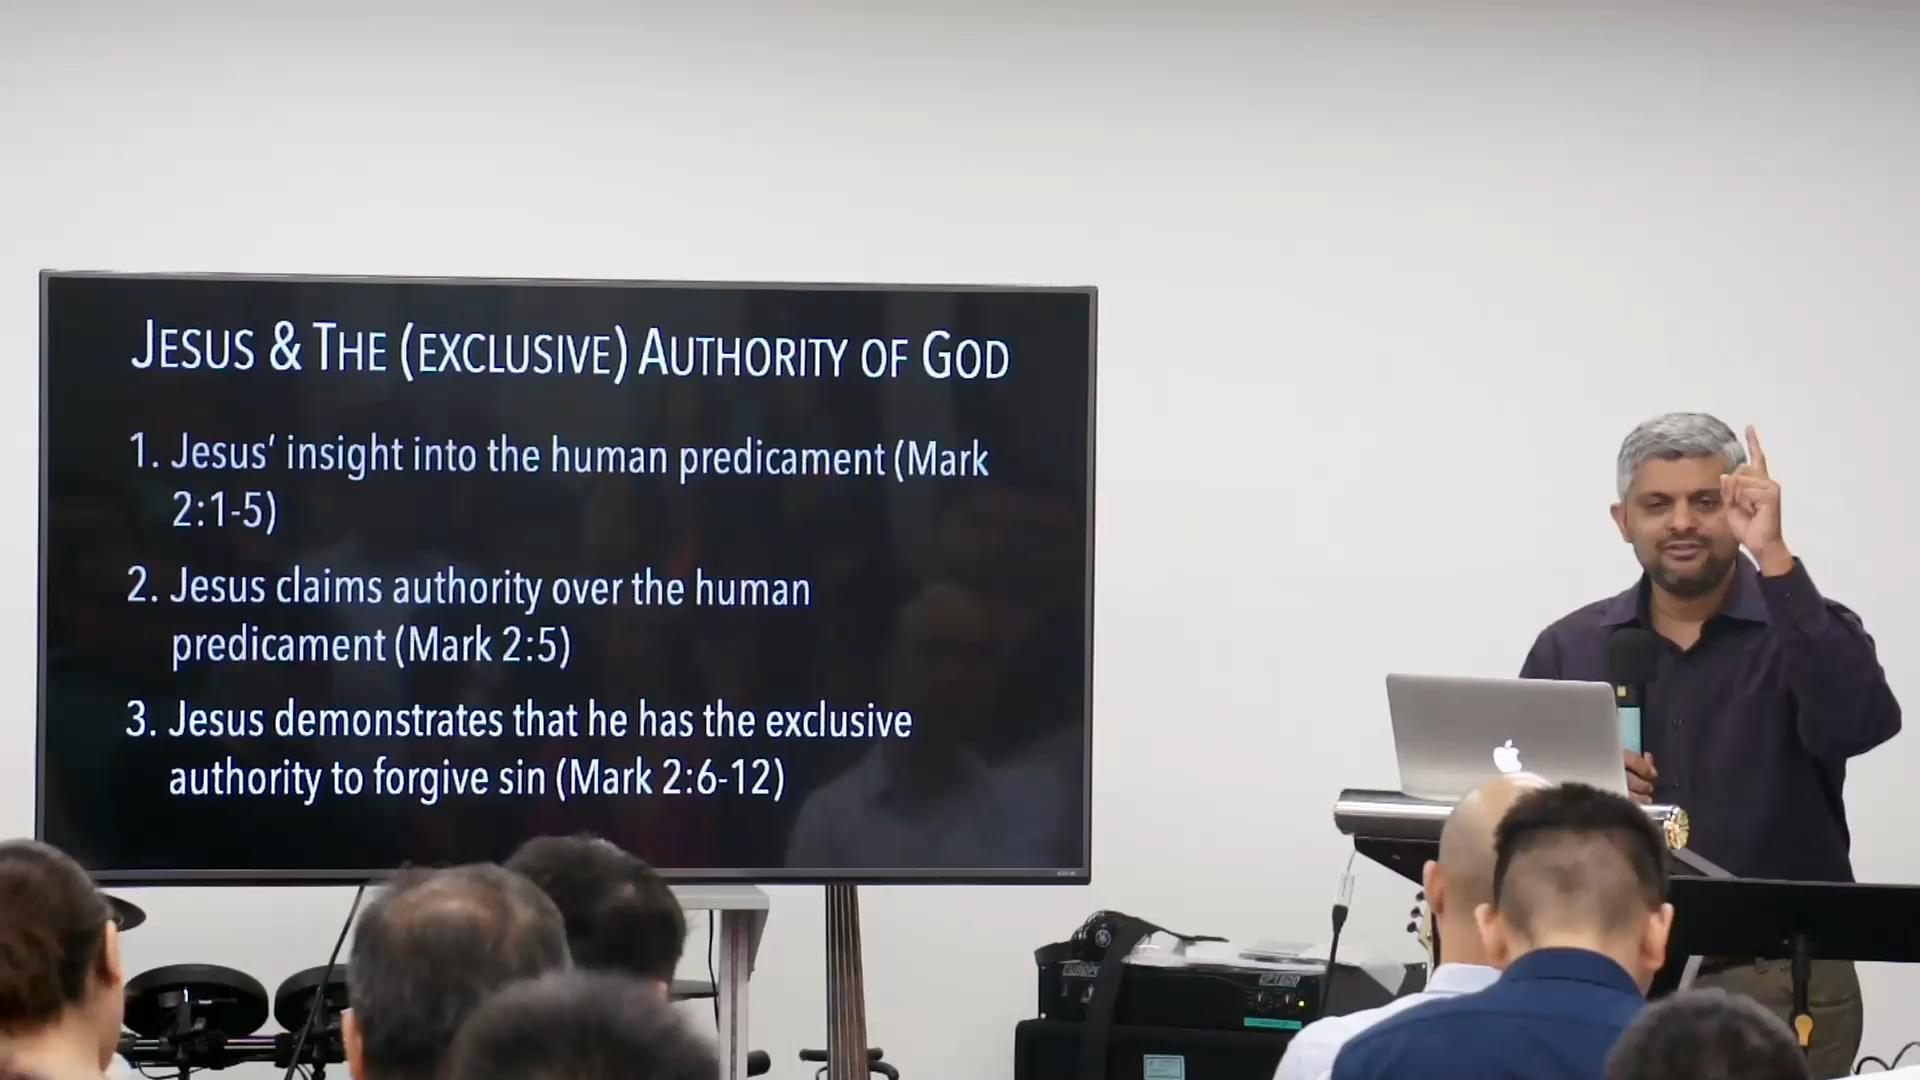 JESUS & THE (EXCLUSIVE) AUTHORITY OF GOD
1. Jesus' insight into the human predicament (Mark
2:1-5)
2. Jesus claims authority over the human
predicament (Mark 2:5)
3. Jesus demonstrates that he has the exclusive
authority to forgive sin (Mark 2:6-12)